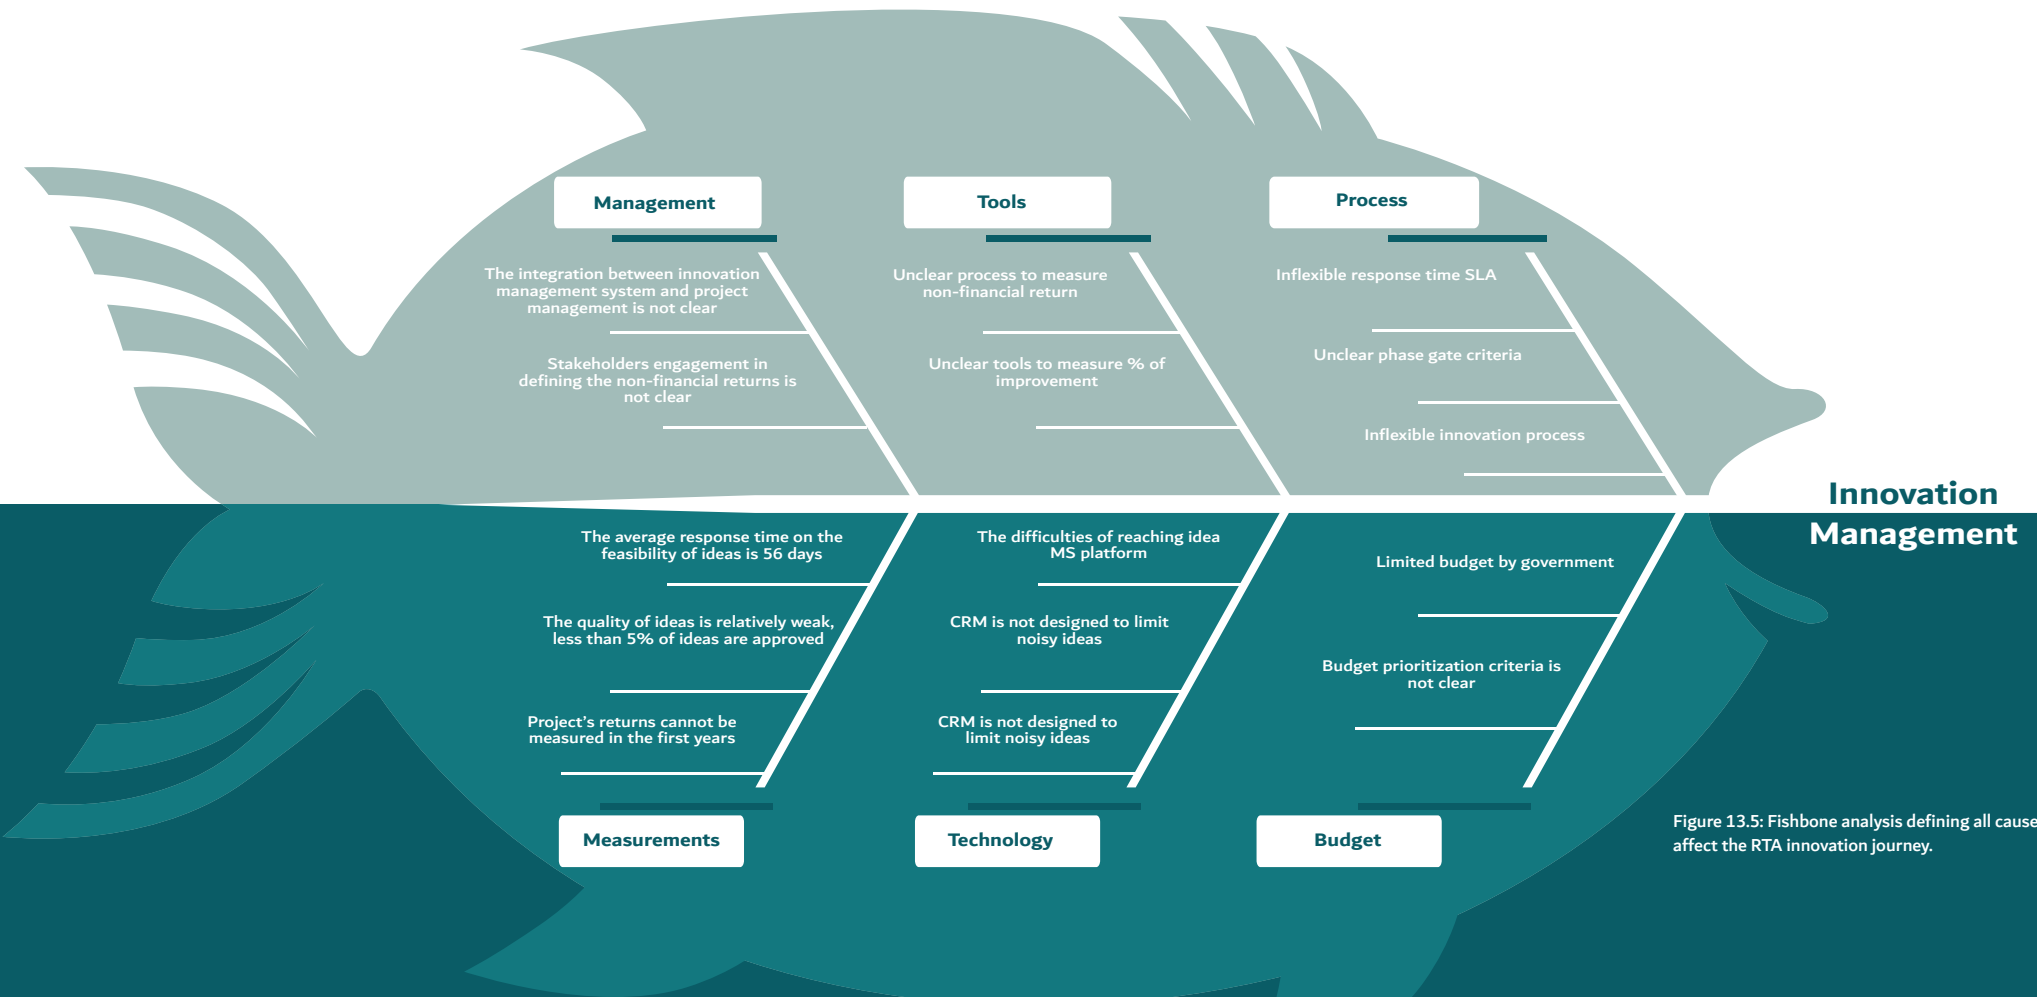 Management
The integration between innovation
management system and project
management is not clear
Stakeholders engagement in
defining the non-financial returns is
not clear
Tools
Unclear process to measure
non-financial return
Unclear tools to measure % of
improvement
Process
Inflexible response time SLA
Unclear phase gate criteria
Inflexible innovation process
Innovation
Management
The average response time on the
feasibility of ideas is 56 days
The quality of ideas is relatively weak,
less than 5% of ideas are approved
Project’s returns cannot be
measured in the first years
Measurements
The difficulties of reaching idea
MS platform
CRM is not designed to limit
noisy ideas
CRM is not designed to
limit noisy ideas
Technology
Limited budget by government
Budget prioritization criteria is
not clear
Budget
Figure 13.5: Fishbone analysis defining all cause
affect the RTA innovation journey.